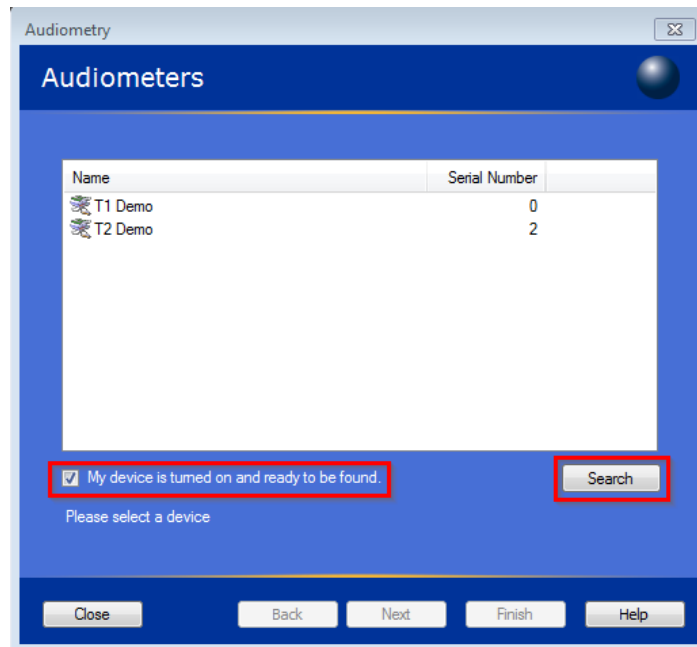 Audiometry
Audiometers
Name Serial Number
T1 Demo 0
T2 Demo 2
My device is turned on and ready to be found.
Search
Please select a device
Close Back Next Finish Help